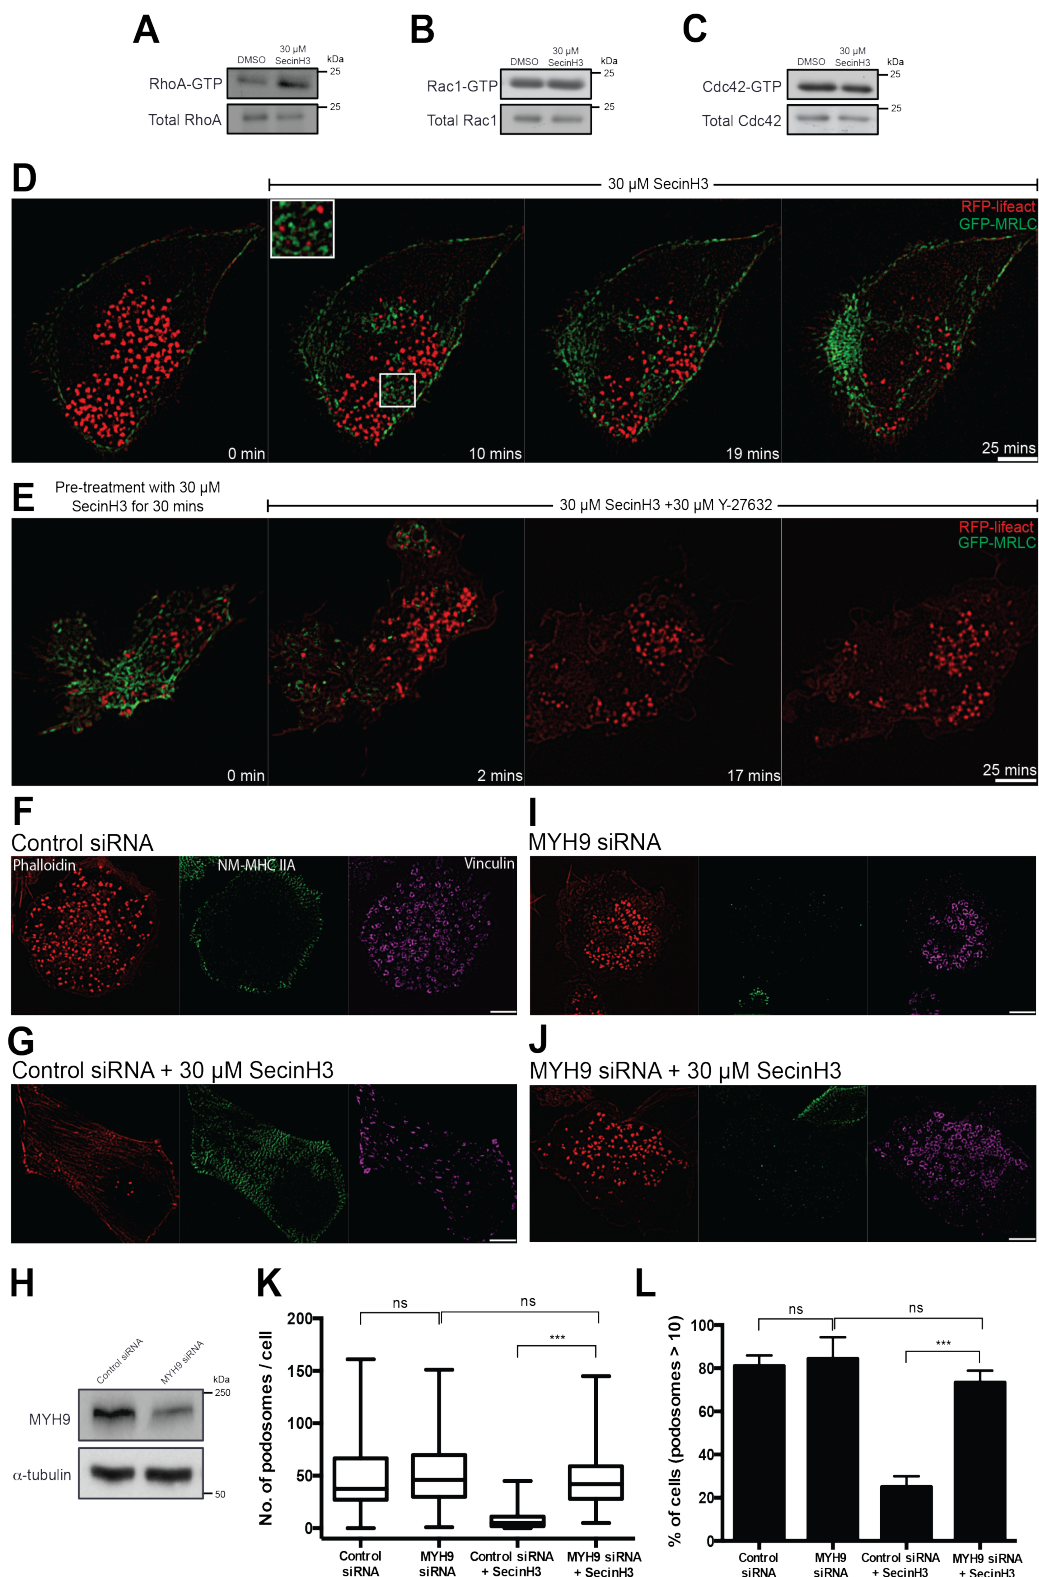 A
DMSO
30 µM
SecinH3
kDa
RhoA-GTP
25
Total RhoA
25
B
DMSO
30 µM
SecinH3
kDa
Rac1-GTP
25
Total Rac1
25
C
DMSO
30 µM
SecinH3
kDa
Cdc42-GTP
25
Total Cdc42
25
D
30 µM SecinH3
RFP-lifeact
GFP-MRLC
0 min
10 mins
19 mins
25 mins
E
Pre-treatment with 30 µM
SecinH3 for 30 mins
30 µM SecinH3 +30 µM Y-27632
RFP-lifeact
GFP-MRLC
0 min
2 mins
17 mins
25 mins
F
Control siRNA
Phalloidin
NM-MHC IIA
Vinculin
I
MYH9 siRNA
G
Control siRNA + 30 µM SecinH3
J
MYH9 siRNA + 30 µM SecinH3
H
Control siRNA
MYH9 siRNA
kDa
250
MYH9
α-tubulin
50
K
No. of podosomes / cell
200
150
100
50
0
ns
ns
***
Control
siRNA
MYH9
siRNA
Control siRNA
+ SecinH3
MYH9 siRNA
+ SecinH3
L
% of cells (podosomes > 10)
100
80
60
40
20
0
ns
ns
***
Control
siRNA
MYH9
siRNA
Control siRNA
+ SecinH3
MYH9 siRNA
+ SecinH3